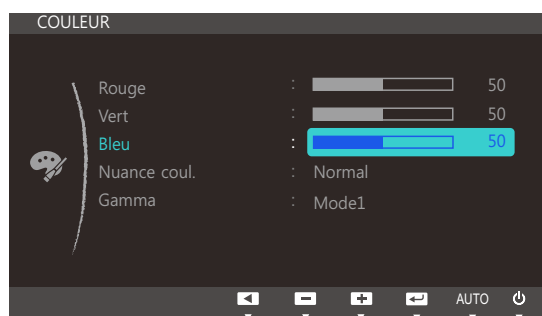 COULEUR
Rouge : 50
Vert : 50
Bleu : 50
Nuance coul. : Normal
Gamma : Mode1
AUTO